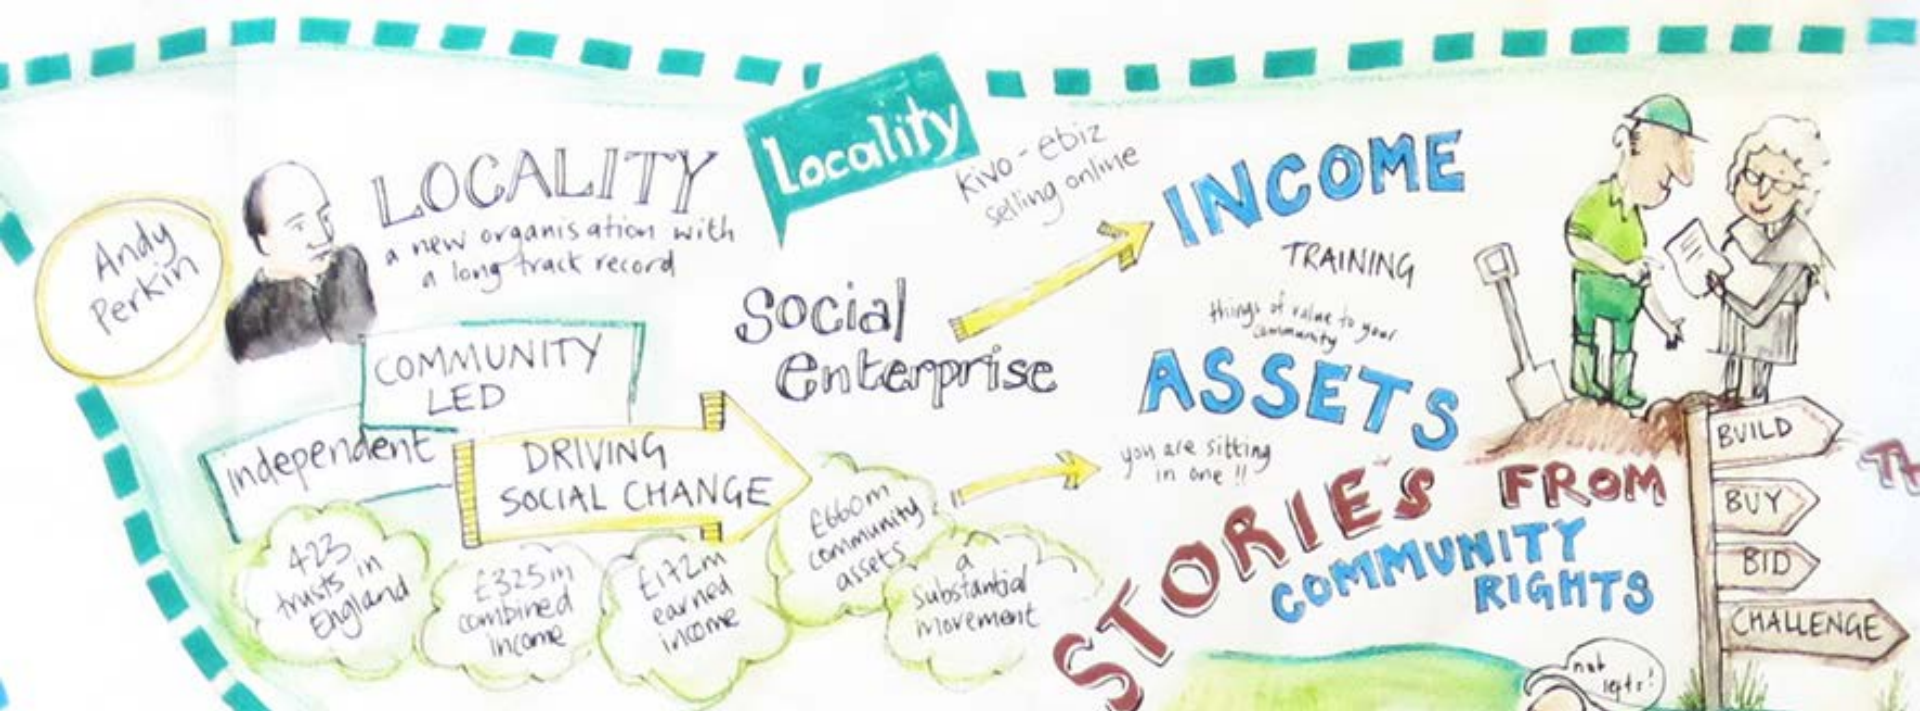 Andy
Perkin
LOCALITY
a new organisation with
a long track record
Locality
Kivo-ebiz
selling online
INCOME
TRAINING
things of value to your
community
ASSETS
you are sitting
in one !!
Social
enterprise
COMMUNITY
LED
independent
DRIVING
SOCIAL CHANGE
423
trusts in
England
£325m
combined
income
£172m
earned
income
£660m
community
assets
a
substantial
movement
STORIES FROM
COMMUNITY
RIGHTS
BUILD
BUY
BID
CHALLENGE
Th
not